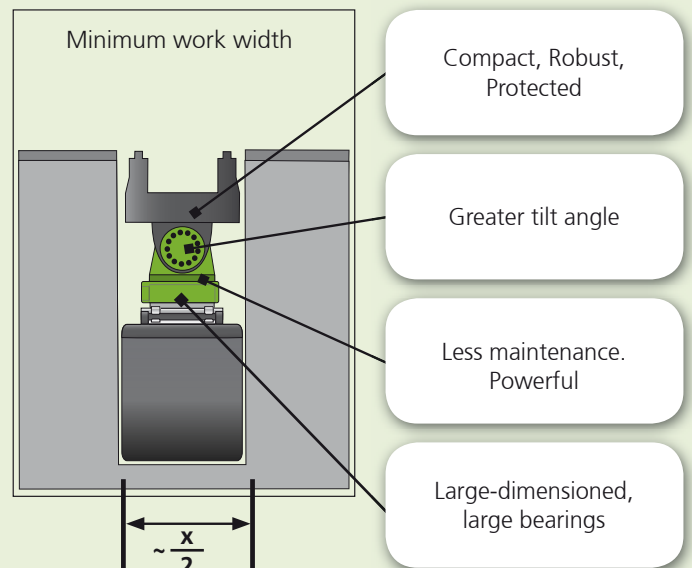 Minimum work width
Compact, Robust,
Protected
Greater tilt angle
Less maintenance.
Powerful
Large-dimensioned,
large bearings
~ x
2